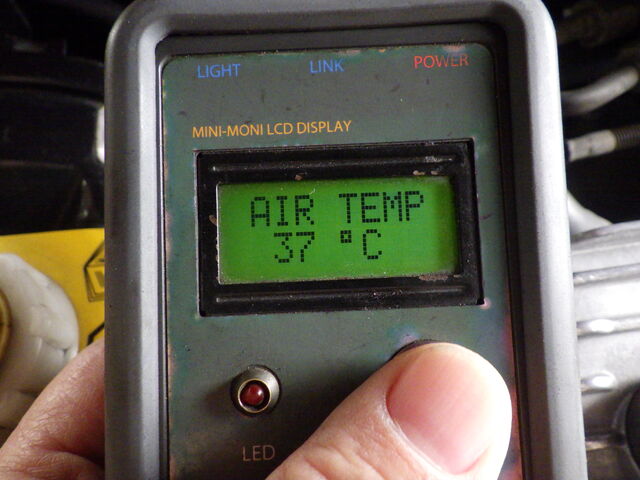 LIGHT LINK POWER
MINI-MONI LCD DISPLAY
AIR TEMP
37 °C
LED